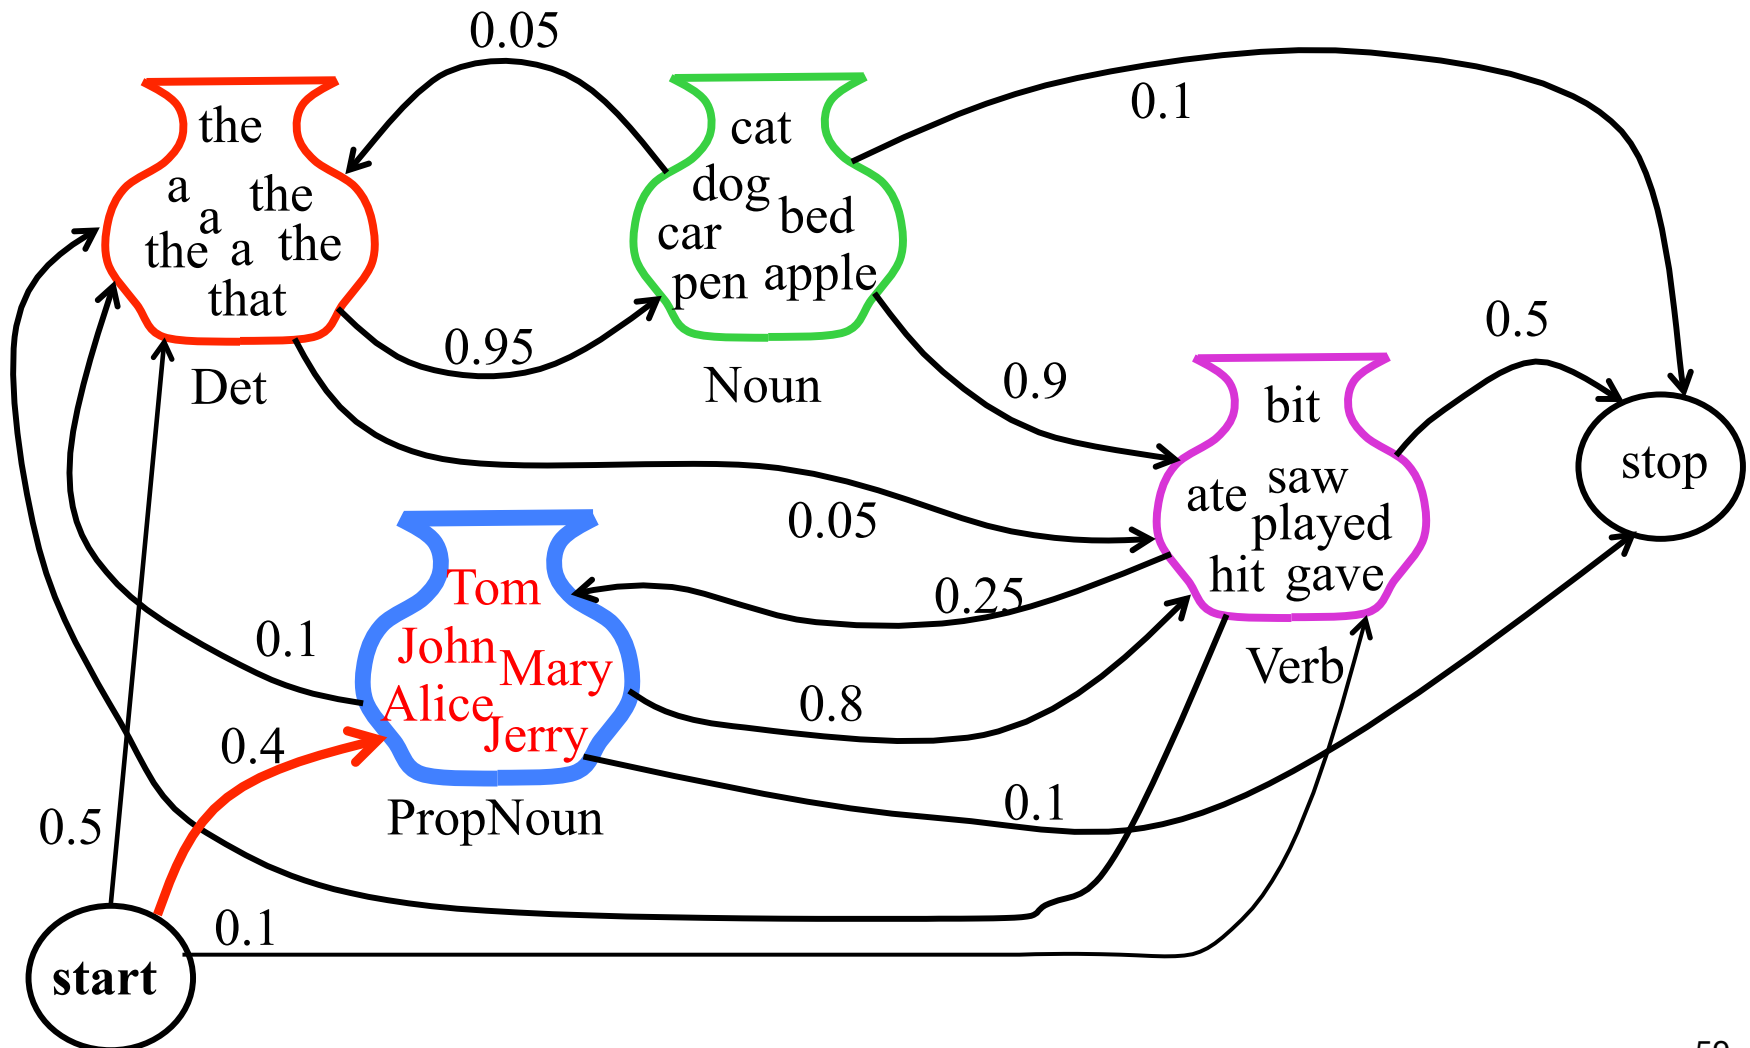 0.05
0.1
the
a the
a
the a the
that
Det
0.95
cat
dog
bed
car
pen apple
Noun
0.9
0.5
bit
saw
ate
played
hit gave
Verb
stop
0.05
0.25
Tom
John
Mary
Alice
Jerry
PropNoun
0.1
0.8
0.4
0.1
0.5
0.1
start